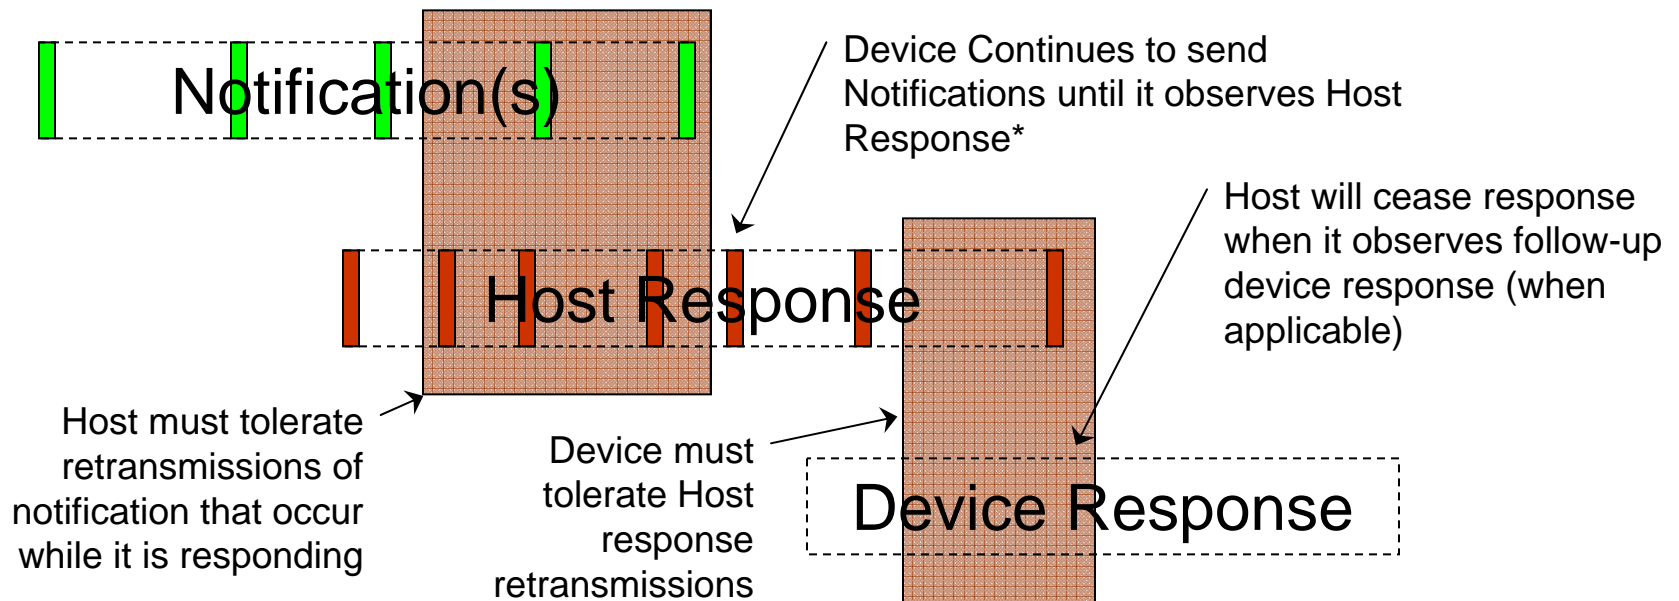 Notification(s)
Device Continues to send
Notifications until it observes Host
Response*
Host will cease response
when it observes follow-up
device response (when
applicable)
Host Response
Host must tolerate
retransmissions of
notification that occur
while it is responding
Device must
tolerate Host
response
retransmissions
Device Response